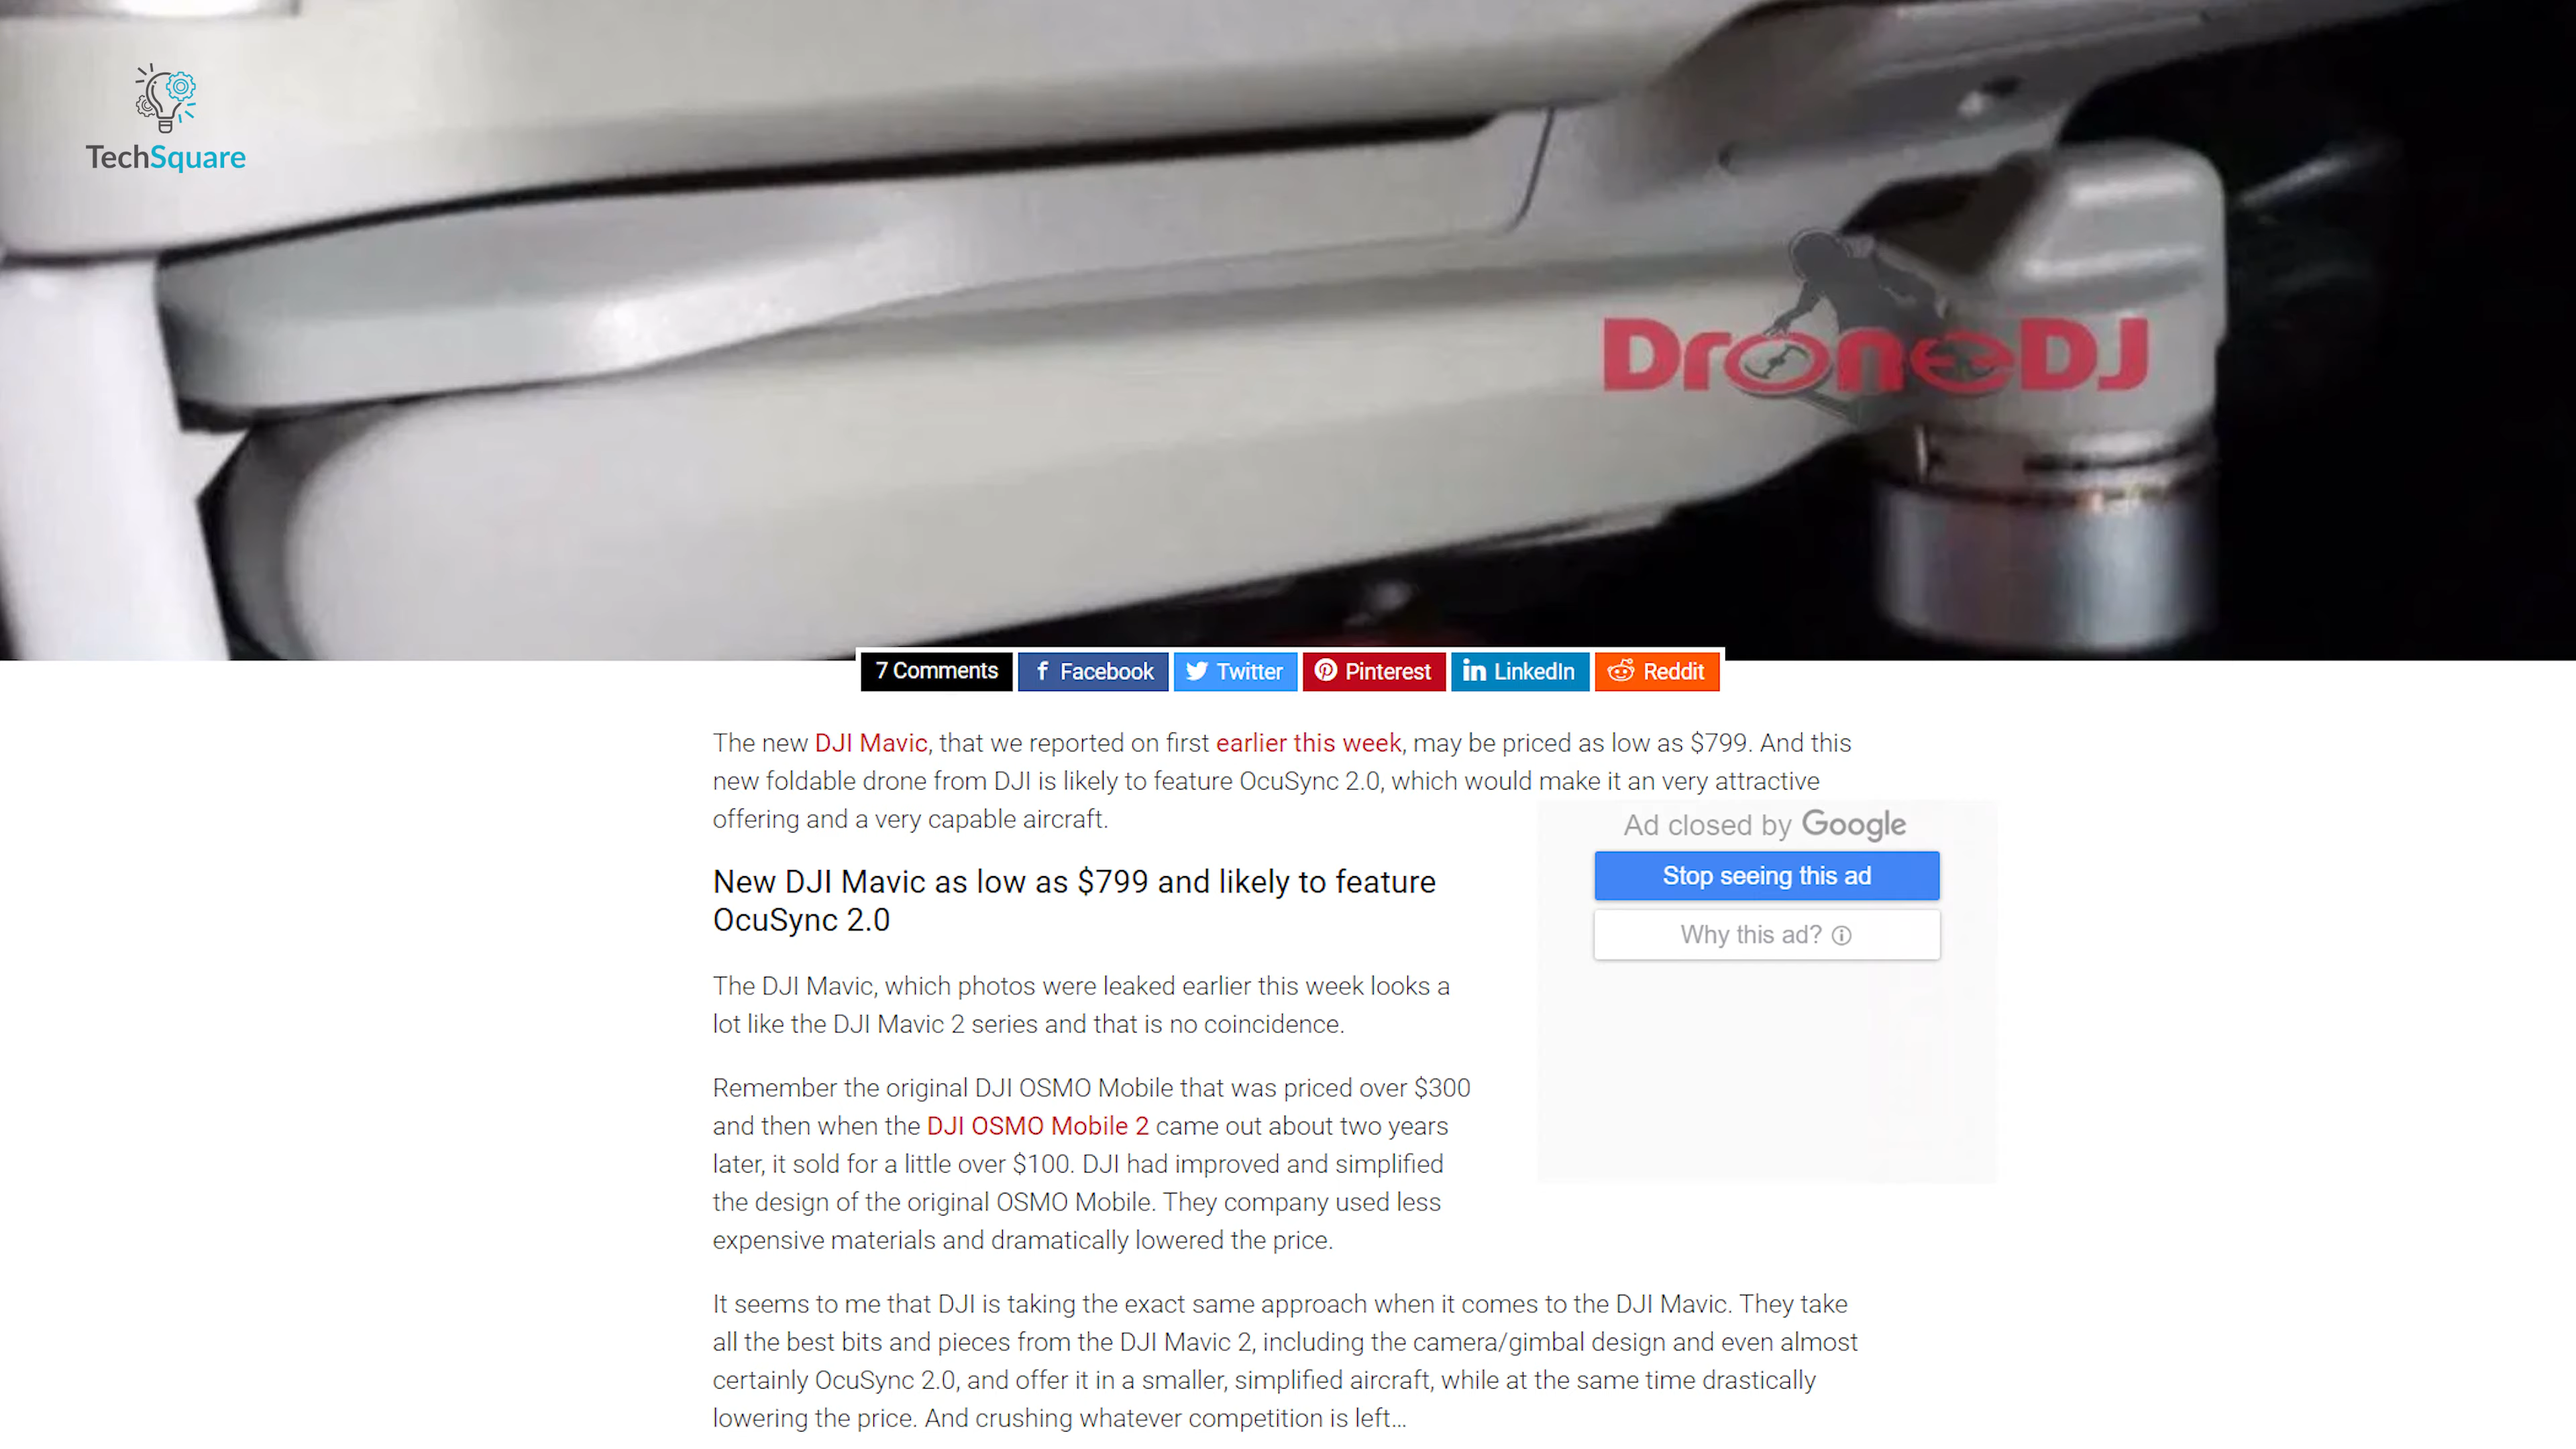 TechSquare
DroneDJ
7 Comments
Facebook
Twitter
Pinterest
LinkedIn
Reddit
The new DJI Mavic, that we reported on first earlier this week, may be priced as low as $799. And this
new foldable drone from DJI is likely to feature OcuSync 2.0, which would make it an very attractive
offering and a very capable aircraft.
Ad closed by Google
Stop seeing this ad
Why this ad?
New DJI Mavic as low as $799 and likely to feature
OcuSync 2.0
The DJI Mavic, which photos were leaked earlier this week looks a
lot like the DJI Mavic 2 series and that is no coincidence.
Remember the original DJI OSMO Mobile that was priced over $300
and then when the DJI OSMO Mobile 2 came out about two years
later, it sold for a little over $100. DJI had improved and simplified
the design of the original OSMO Mobile. They company used less
expensive materials and dramatically lowered the price.
It seems to me that DJI is taking the exact same approach when it comes to the DJI Mavic. They take
all the best bits and pieces from the DJI Mavic 2, including the camera/gimbal design and even almost
certainly OcuSync 2.0, and offer it in a smaller, simplified aircraft, while at the same time drastically
lowering the price. And crushing whatever competition is left…